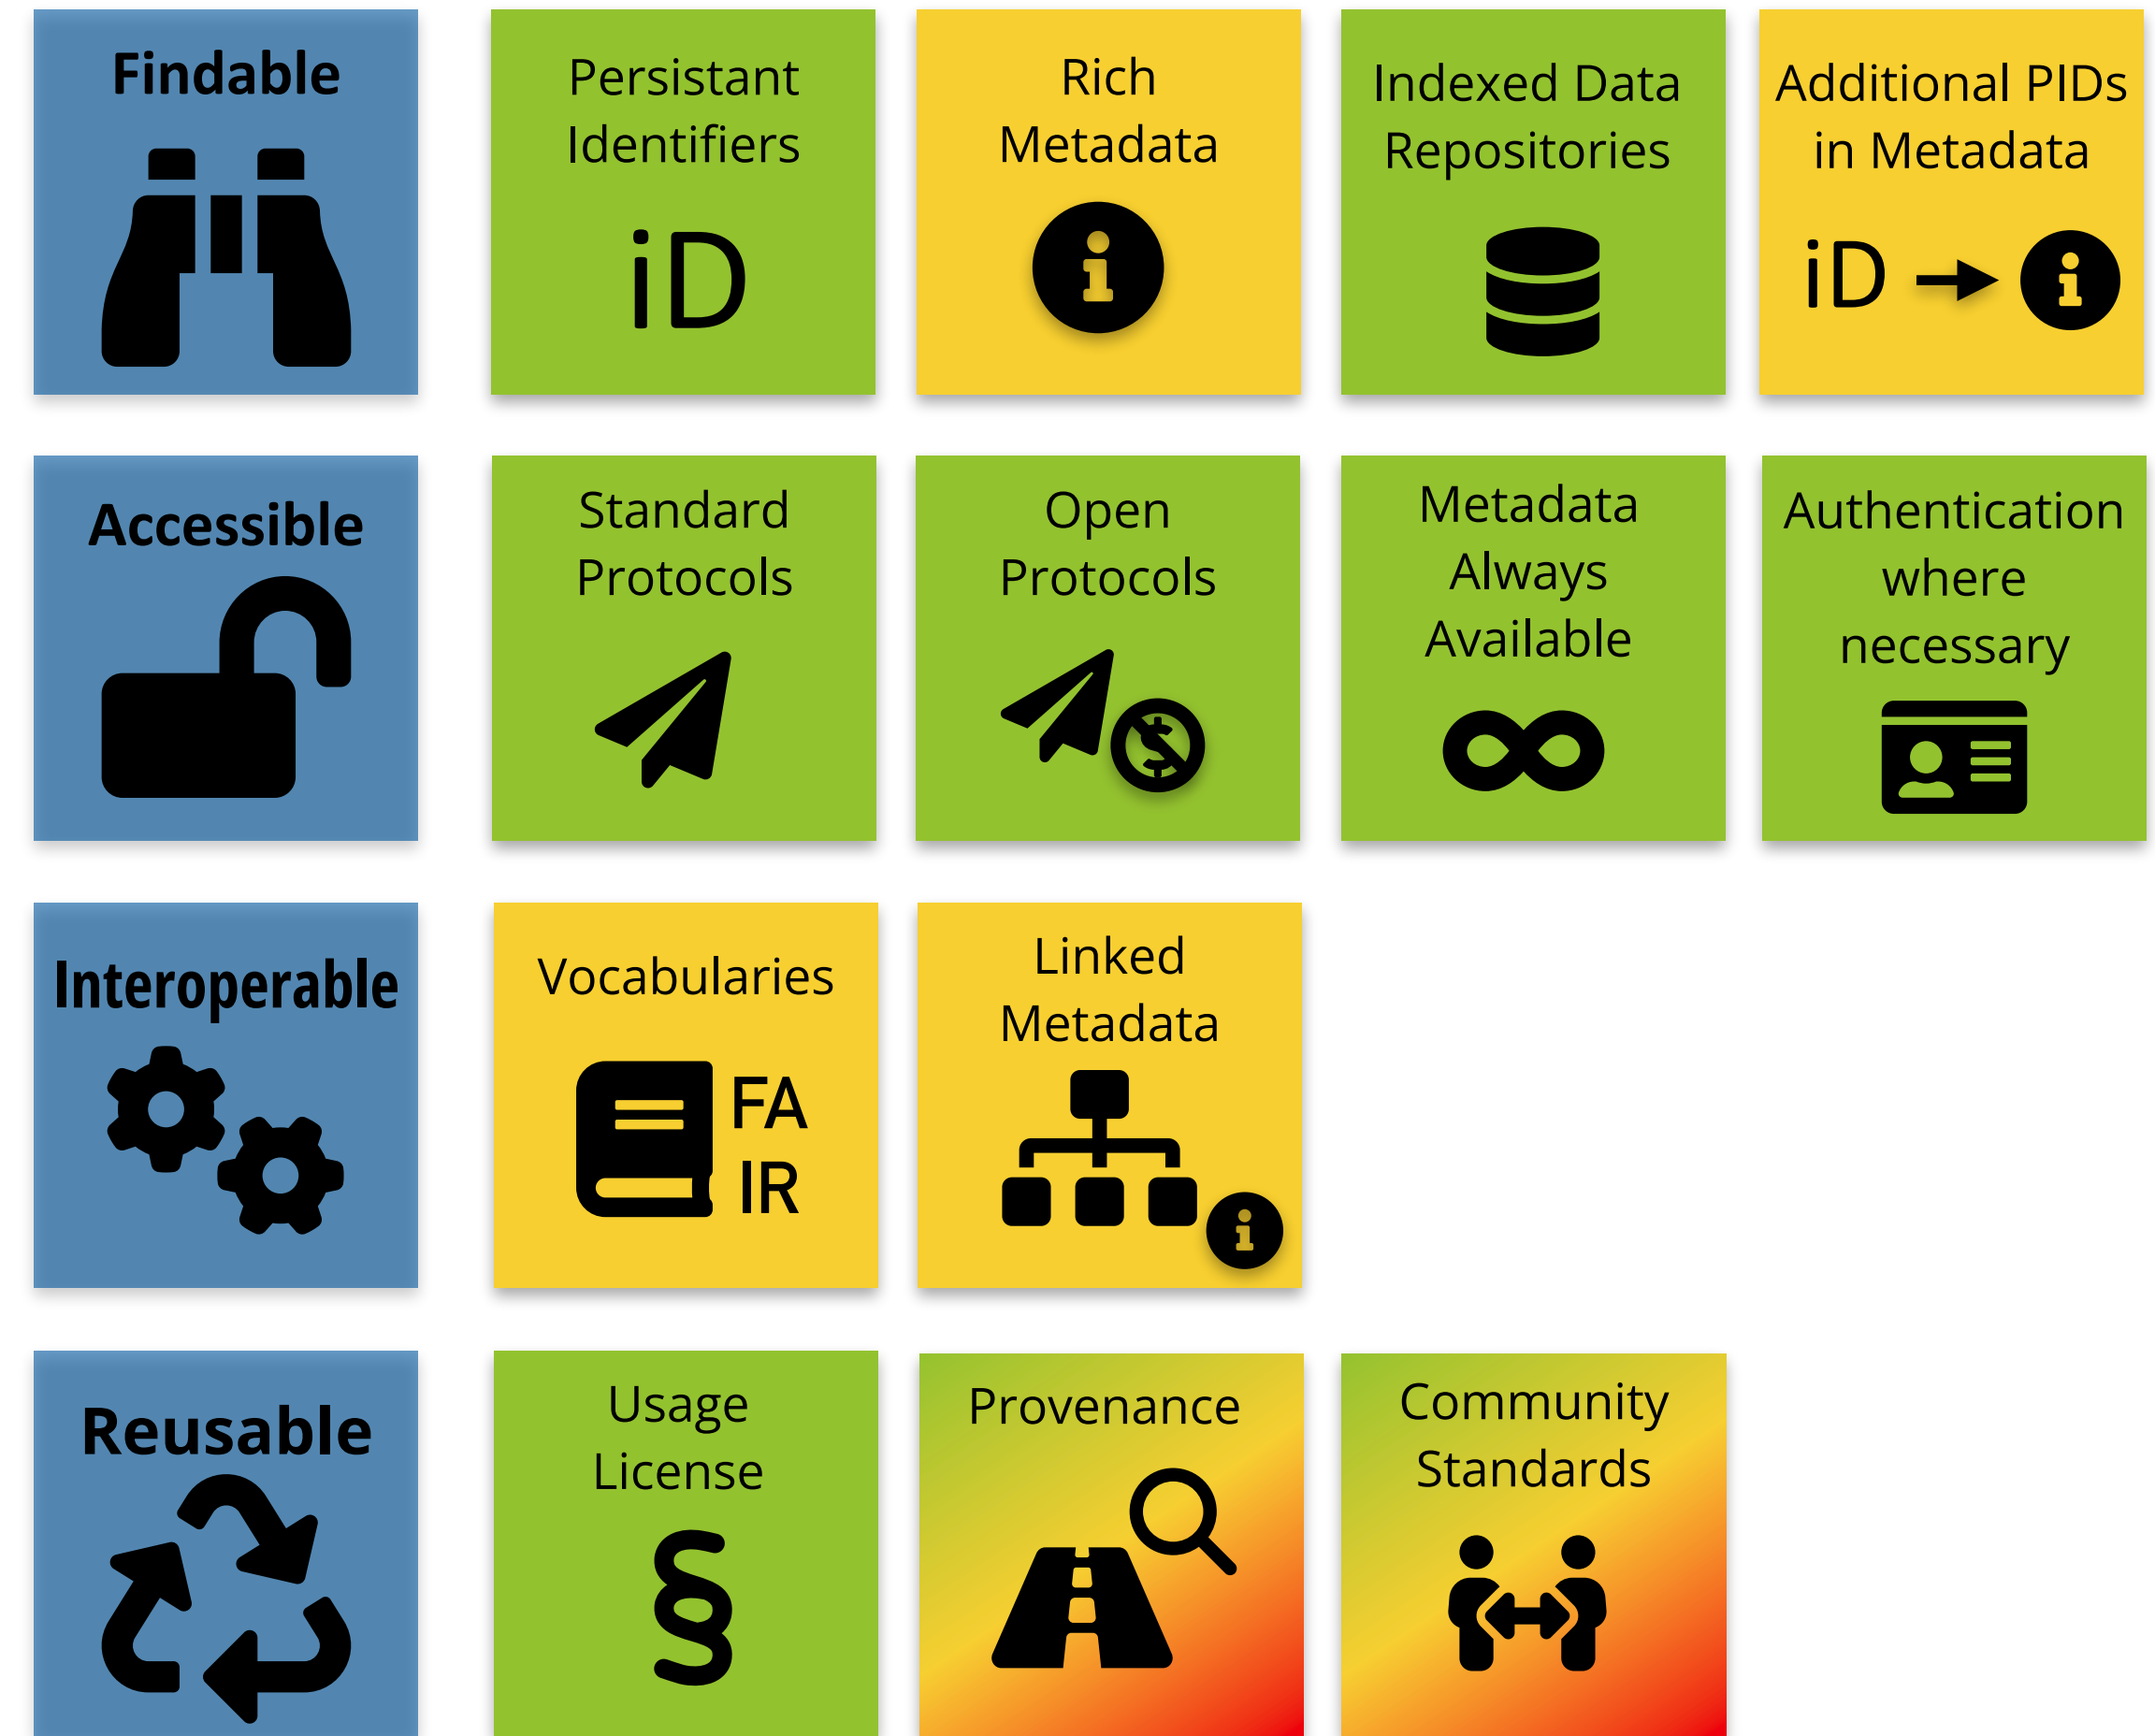 Findable
Persistant
Identifiers
iD
Rich
Metadata
i
Indexed Data
Repositories
Additional PIDs
in Metadata
iD
i
Accessible
Standard
Protocols
Open
Protocols
$
Metadata
Always
Available
Authentication
where
necessary
Interoperable
Vocabularies
FA
IR
Linked
Metadata
i
Reusable
Usage
License
§
Provenance
Community
Standards